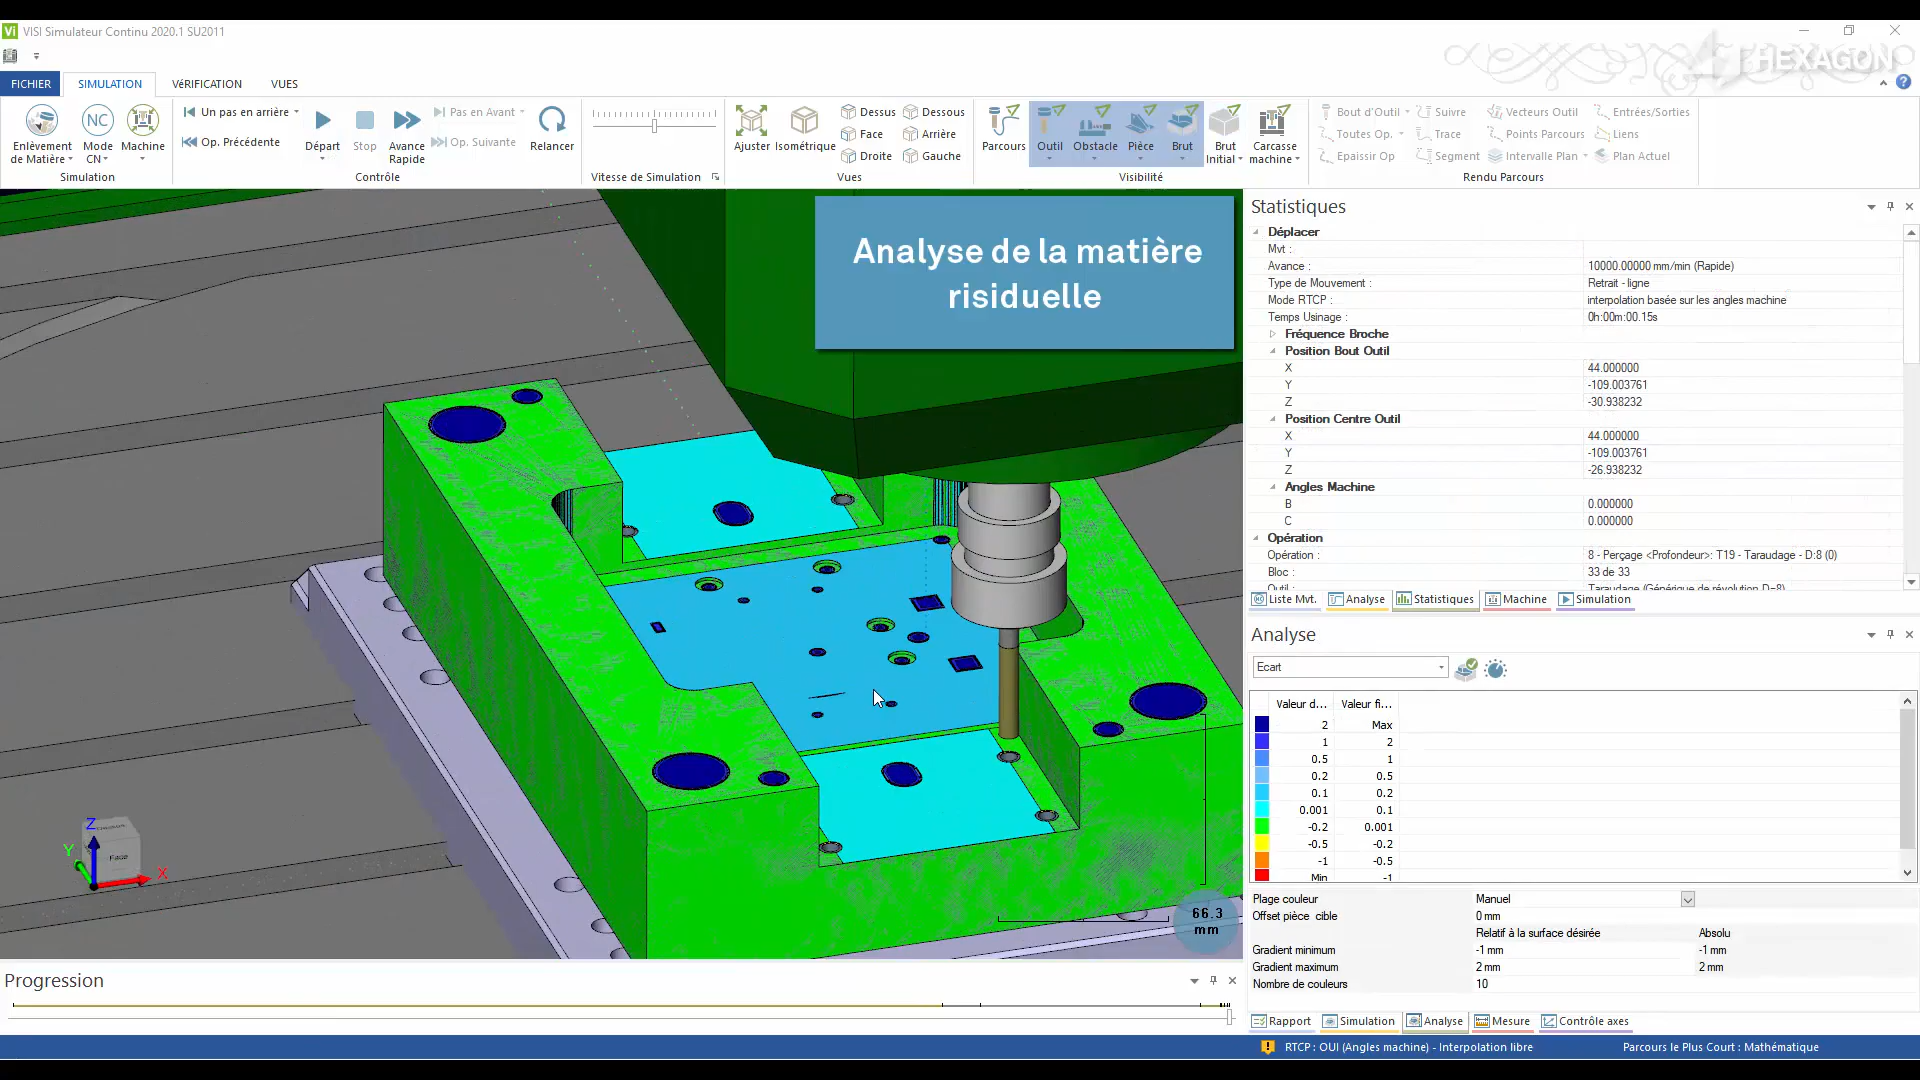 VISI Simulateur Continu 2020.1 SU2011
HEXAGON
FICHIER SIMULATION VéRIFICATION VUES
Enlèvement de Matière
Mode CN
Machine
Simulation
Un pas en arrière
Op. Précédente
Départ
Stop
Avance Rapide
Pas en Avant
Op. Suivante
Relancer
Contrôle
Vitesse de Simulation
Ajuster
Isométrique
Dessus
Face
Droite
Dessous
Arrière
Gauche
Vues
Parcours
Outil
Obstacle
Pièce
Brut
Brut Initial
Carcasse machine
Visibilité
Bout d'Outil
Toutes Op.
Epaissir Op
Suivre
Trace
Segment
Vecteurs Outil
Points Parcours
Intervalle Plan
Entrées/Sorties
Liens
Plan Actuel
Rendu Parcours
Analyse de la matière
risiduelle
Z
Y
X
Face
66.3
mm
Statistiques
Déplacer
Mvt :
Avance : 10000.00000 mm/min (Rapide)
Type de Mouvement : Retrait - ligne
Mode RTCP : interpolation basée sur les angles machine
Temps Usinage : 0h:00m:00.15s
Fréquence Broche
Position Bout Outil
X 44.000000
Y -109.003761
Z -30.938232
Position Centre Outil
X 44.000000
Y -109.003761
Z -26.938232
Angles Machine
B 0.000000
C 0.000000
Opération
Opération : 8 - Perçage <Profondeur>: T19 - Taraudage - D:8 (0)
Bloc : 33 de 33
Outil : Taraudage (Générique de révolution D=8)
Liste Mvt. Analyse Statistiques Machine Simulation
Analyse
Ecart
Valeur d... Valeur fi...
2 Max
1 2
0.5 1
0.2 0.5
0.1 0.2
0.001 0.1
-0.2 0.001
-0.5 -0.2
-1 -0.5
Min -1
Plage couleur Manuel
Offset pièce cible 0 mm
Relatif à la surface désirée Absolu
Gradient minimum -1 mm -1 mm
Gradient maximum 2 mm 2 mm
Nombre de couleurs 10
Rapport Simulation Analyse Mesure Contrôle axes
Progression
RTCP : OUI (Angles machine) - Interpolation libre Parcours le Plus Court : Mathématique